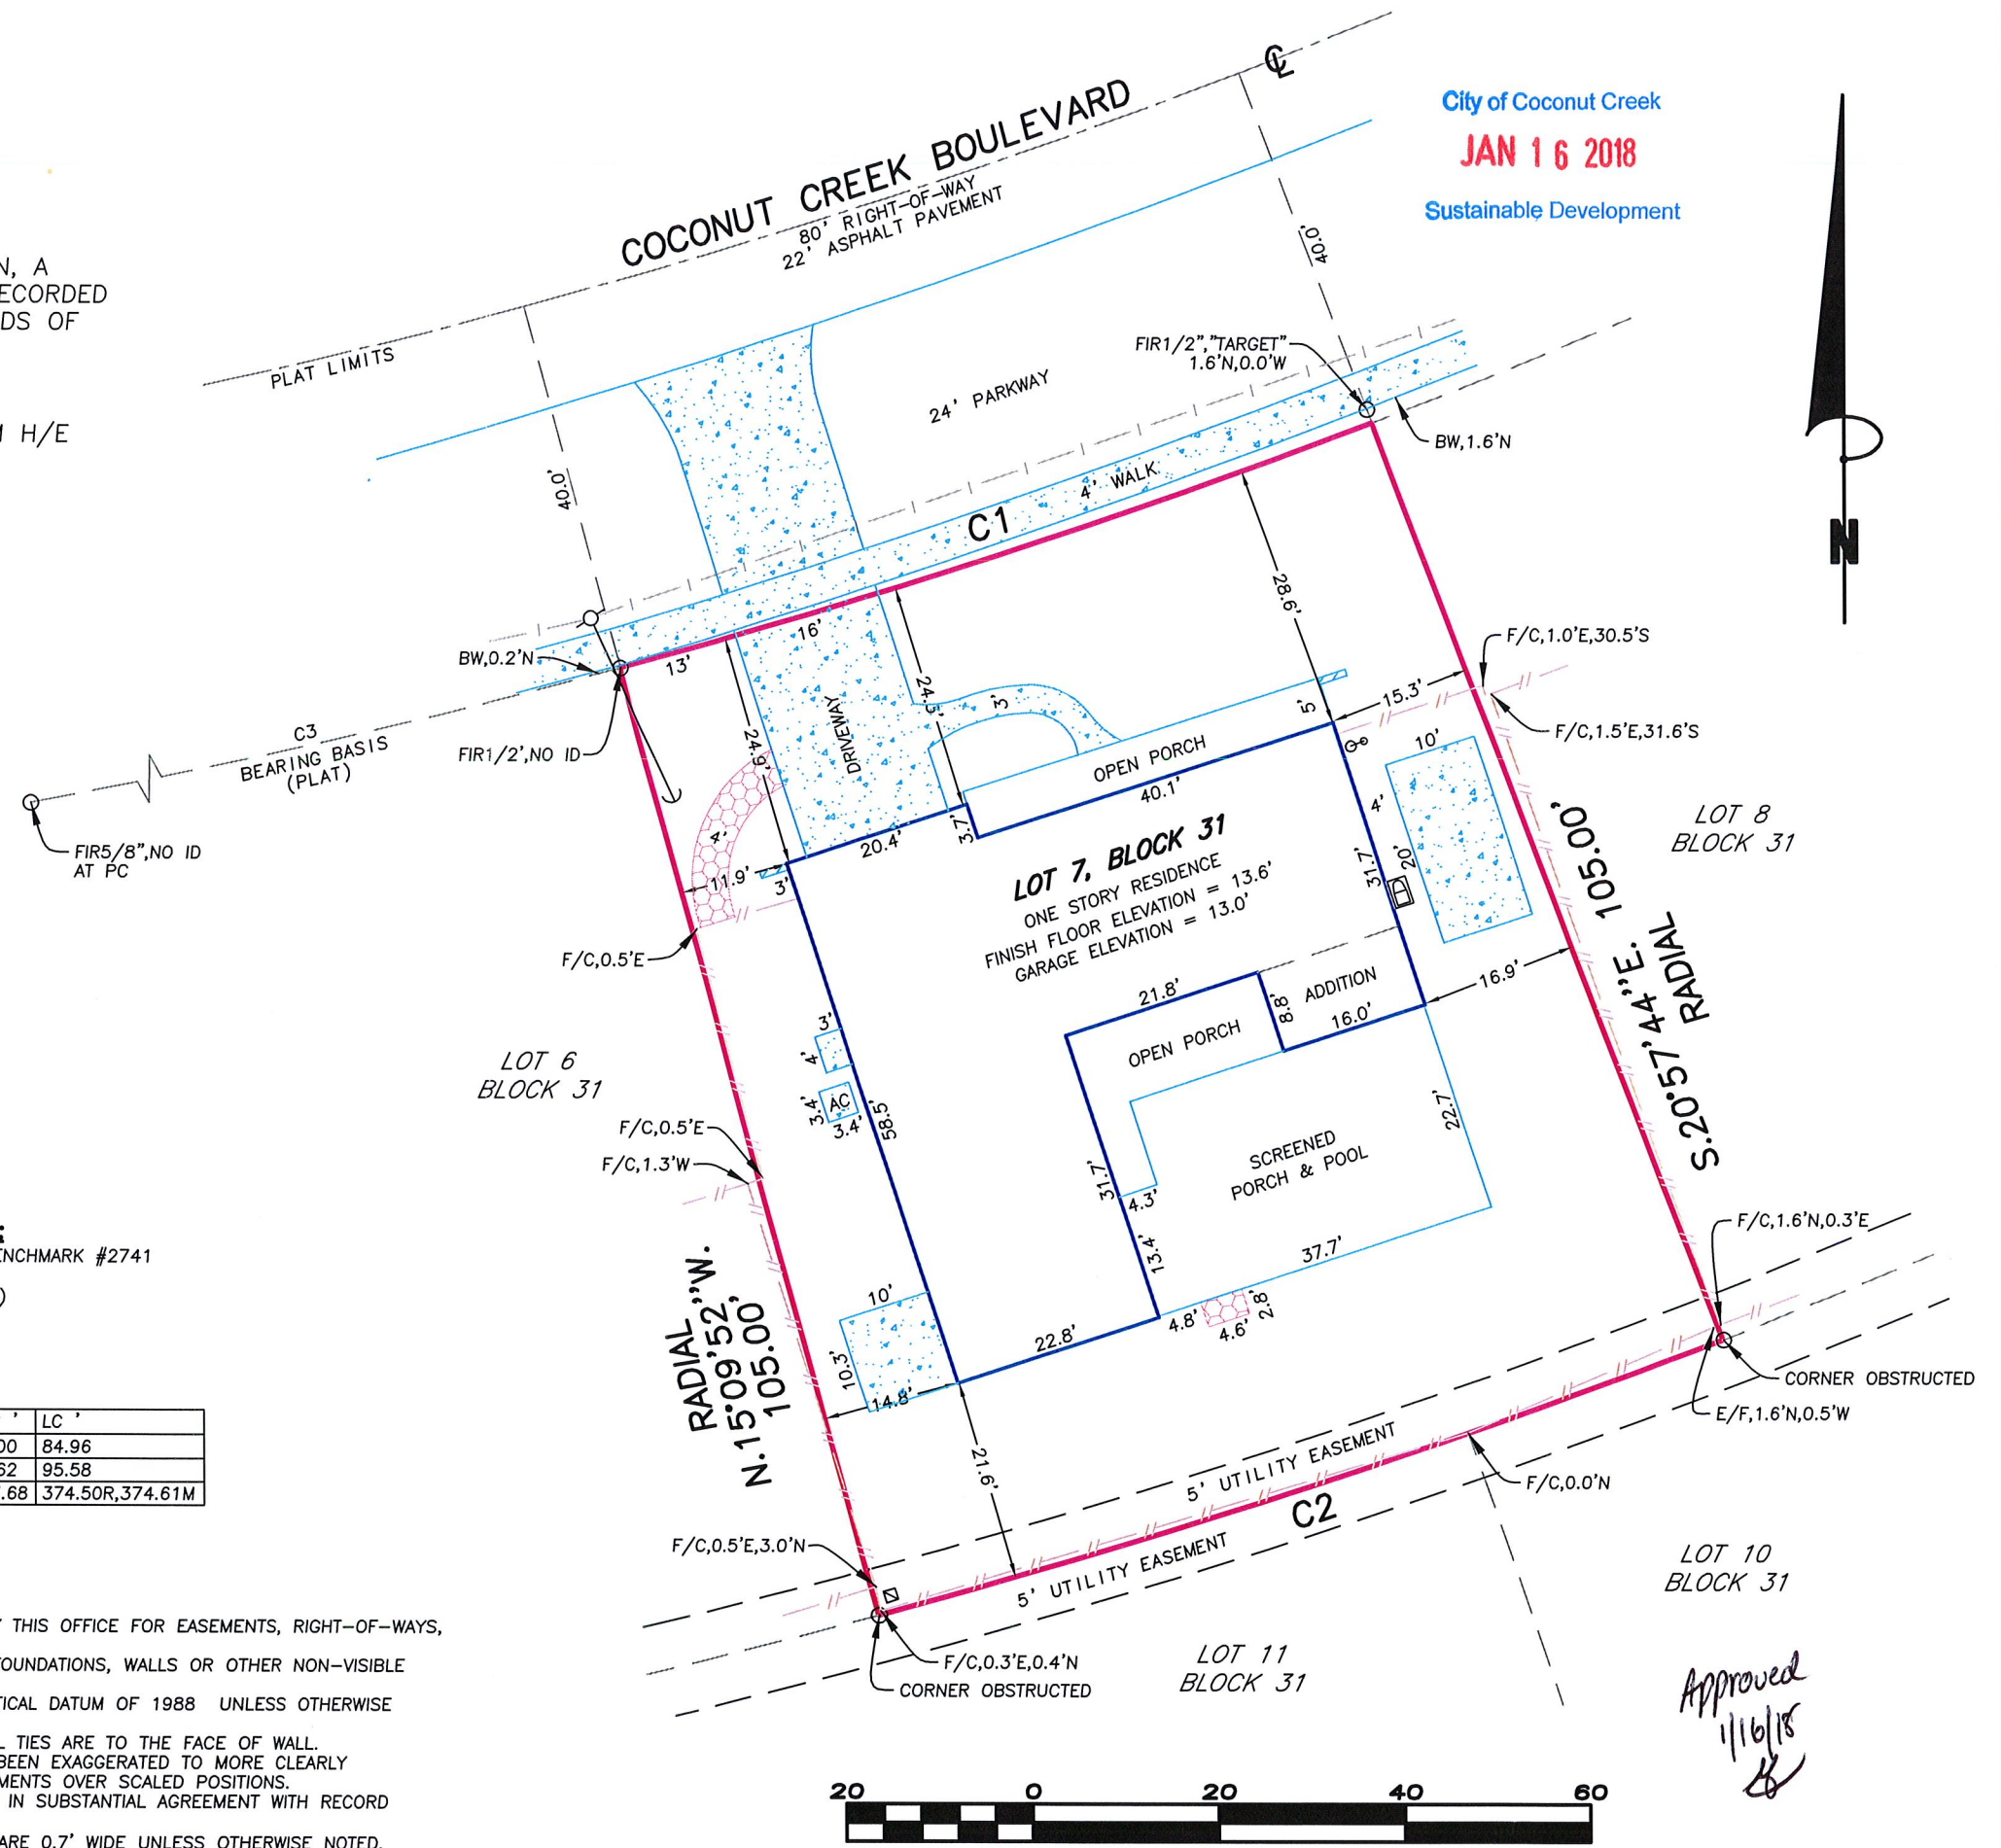 City of Coconut Creek
JAN 16 2018
Sustainable Development
COCONUT CREEK BOULEVARD
80' RIGHT-OF-WAY
22' ASPHALT PAVEMENT
PLAT LIMITS
40.0'
40.0'
24' PARKWAY
FIR1/2","TARGET"
1.6'N,0.0'W
BW,1.6'N
4' WALK
C1
N, A
ECORDED
DS OF
H/E
BW,0.2'N
13'
16'
C3
BEARING BASIS
(PLAT)
FIR1/2',NO ID
FIR5/8",NO ID
AT PC
DRIVEWAY
24.6'
24.5'
28.6'
3'
5'
15.3'
F/C,1.0'E,30.5'S
F/C,1.5'E,31.6'S
OPEN PORCH
40.1'
3.7'
20.4'
10'
4'
20'
31.7'
4'
11.9'
3'
LOT 7, BLOCK 31
ONE STORY RESIDENCE
FINISH FLOOR ELEVATION = 13.6'
GARAGE ELEVATION = 13.0'
LOT 8
BLOCK 31
S.20°57'44"E. 105.00'
RADIAL
F/C,0.5'E
16.9'
21.8'
8.8'
ADDITION
16.0'
OPEN PORCH
LOT 6
BLOCK 31
3'
4'
AC
3.4'
3.4'
58.5'
F/C,0.5'E
F/C,1.3'W
SCREENED
PORCH & POOL
22.7'
31.7'
4.3'
13.4'
37.7'
4.8'
4.6'
2.8'
22.8'
10'
10.3'
14.8'
21.6'
RADIAL
N.15°09'52"W.
105.00'
F/C,1.6'N,0.3'E
CORNER OBSTRUCTED
E/F,1.6'N,0.5'W
F/C,0.0'N
5' UTILITY EASEMENT
C2
5' UTILITY EASEMENT
F/C,0.5'E,3.0'N
F/C,0.3'E,0.4'N
CORNER OBSTRUCTED
LOT 11
BLOCK 31
LOT 10
BLOCK 31
ENCHMARK #2741
' LC '
00 84.96
62 95.58
.68 374.50R,374.61M
THIS OFFICE FOR EASEMENTS, RIGHT-OF-WAYS,
OUNDATIONS, WALLS OR OTHER NON-VISIBLE
TICAL DATUM OF 1988 UNLESS OTHERWISE
TIES ARE TO THE FACE OF WALL.
BEEN EXAGGERATED TO MORE CLEARLY
MENTS OVER SCALED POSITIONS.
IN SUBSTANTIAL AGREEMENT WITH RECORD
ARE 0.7' WIDE UNLESS OTHERWISE NOTED.
N
Approved
1/16/18
20 0 20 40 60